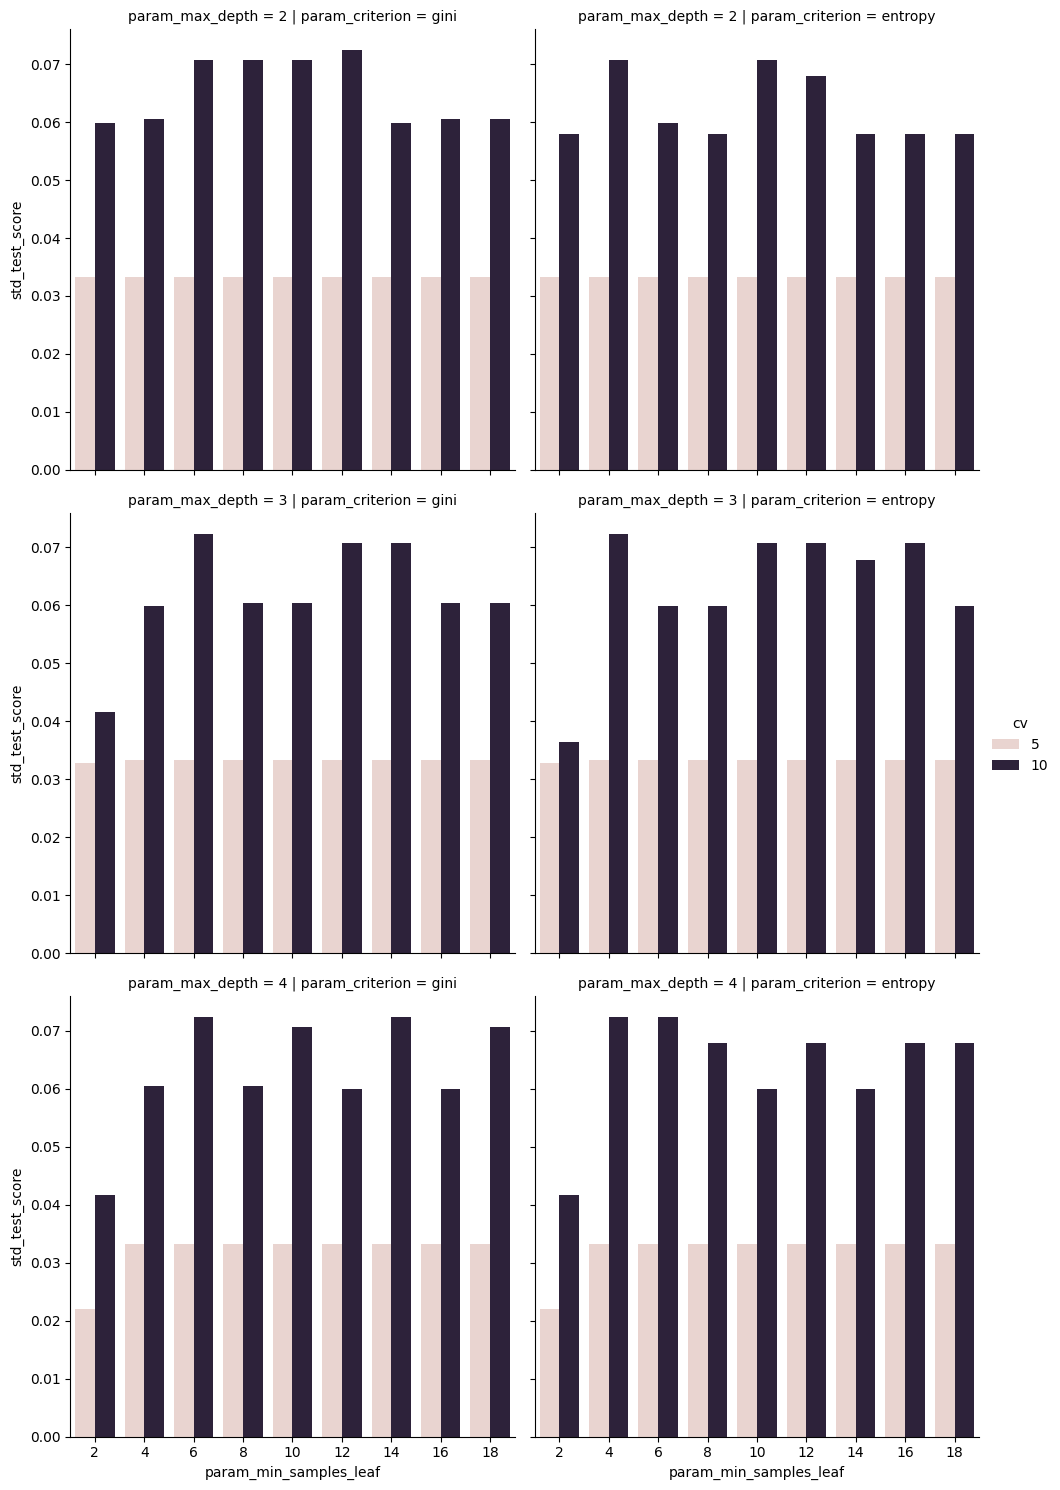 param_max_depth = 2 | param_criterion = gini
param_max_depth = 2 | param_criterion = entropy
0.07
0.06
0.05
0.04
0.03
0.02
0.01
0.00
std_test_score
param_max_depth = 3 | param_criterion = gini
param_max_depth = 3 | param_criterion = entropy
0.07
0.06
0.05
0.04
0.03
0.02
0.01
0.00
std_test_score
cv
5
10
param_max_depth = 4 | param_criterion = gini
param_max_depth = 4 | param_criterion = entropy
0.07
0.06
0.05
0.04
0.03
0.02
0.01
0.00
std_test_score
2 4 6 8 10 12 14 16 18
2 4 6 8 10 12 14 16 18
param_min_samples_leaf
param_min_samples_leaf